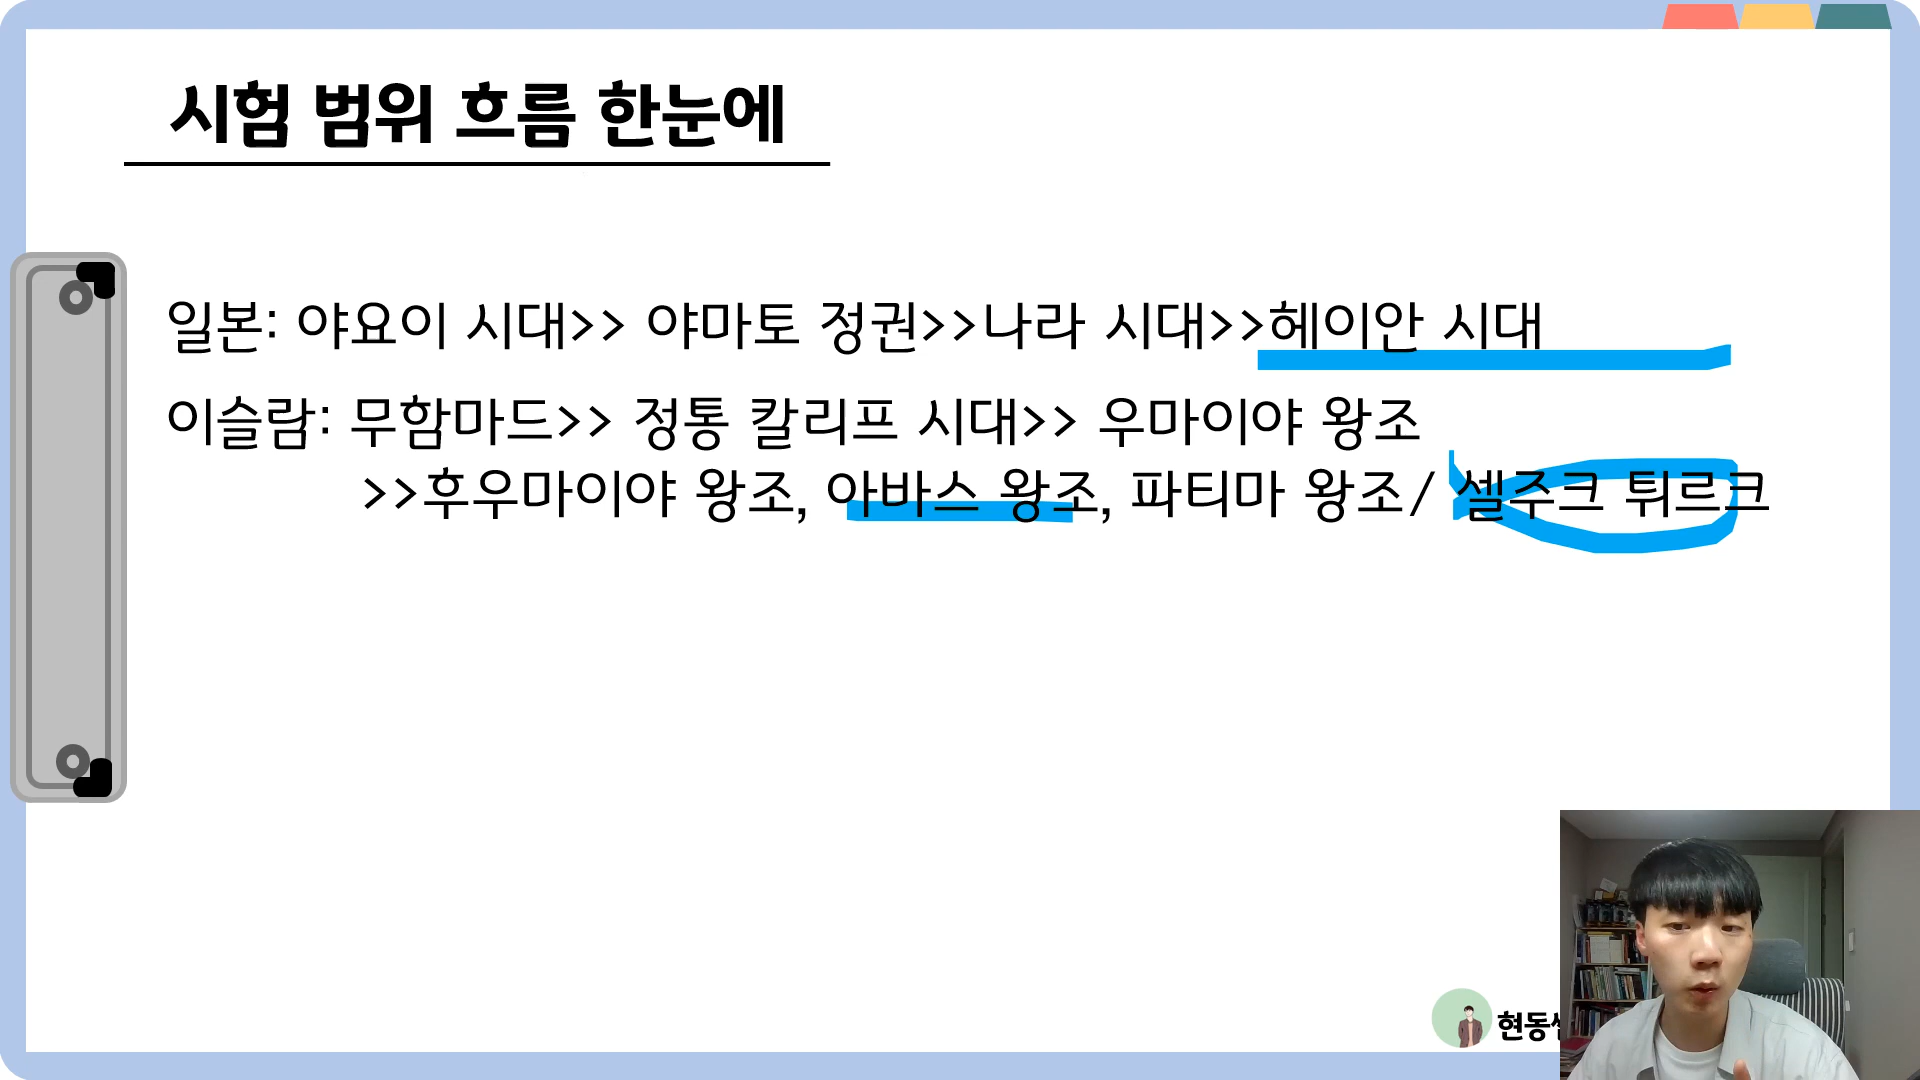 시험 범위 흐름 한눈에
일본: 야요이 시대>> 야마토 정권>>나라 시대>>헤이안 시대
이슬람: 무함마드>> 정통 칼리프 시대>> 우마이야 왕조
>>후우마이야 왕조, 아바스 왕조, 파티마 왕조/ 셀주크 튀르크
현동